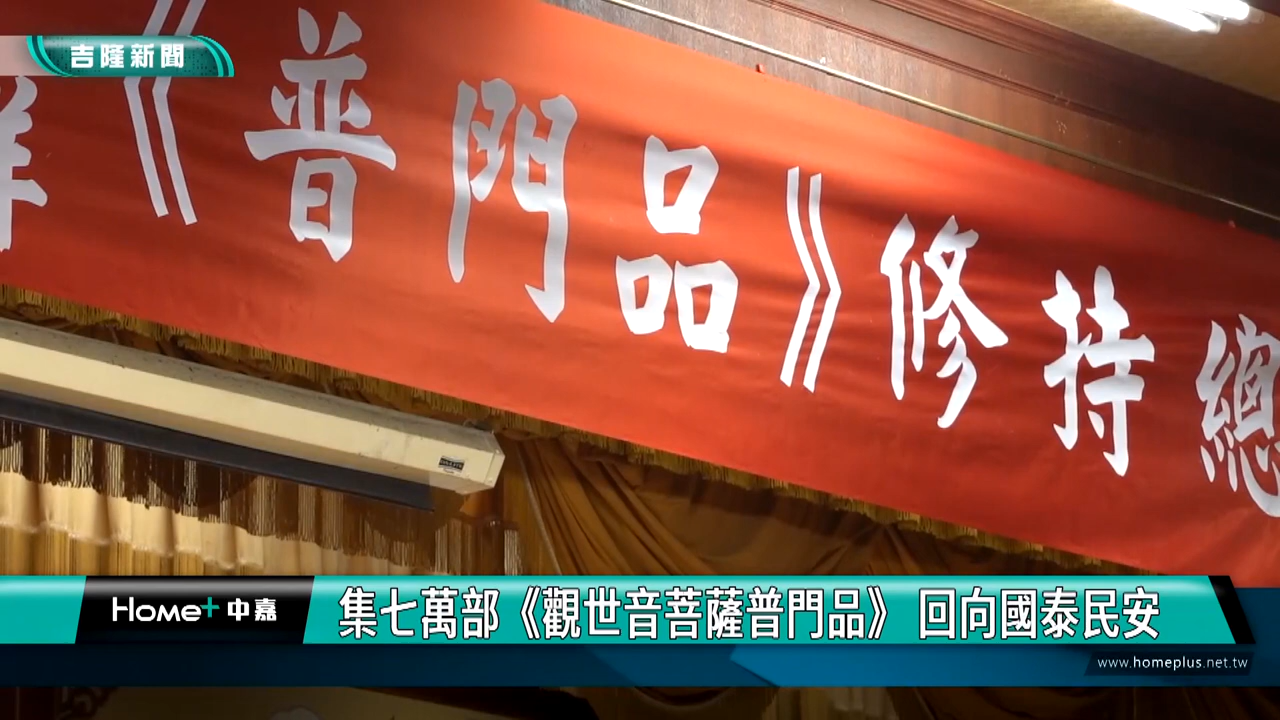 吉隆新聞
《普門品》修持總
Home+中嘉
集七萬部《觀世音菩薩普門品》 回向國泰民安
www.homeplus.net.tw